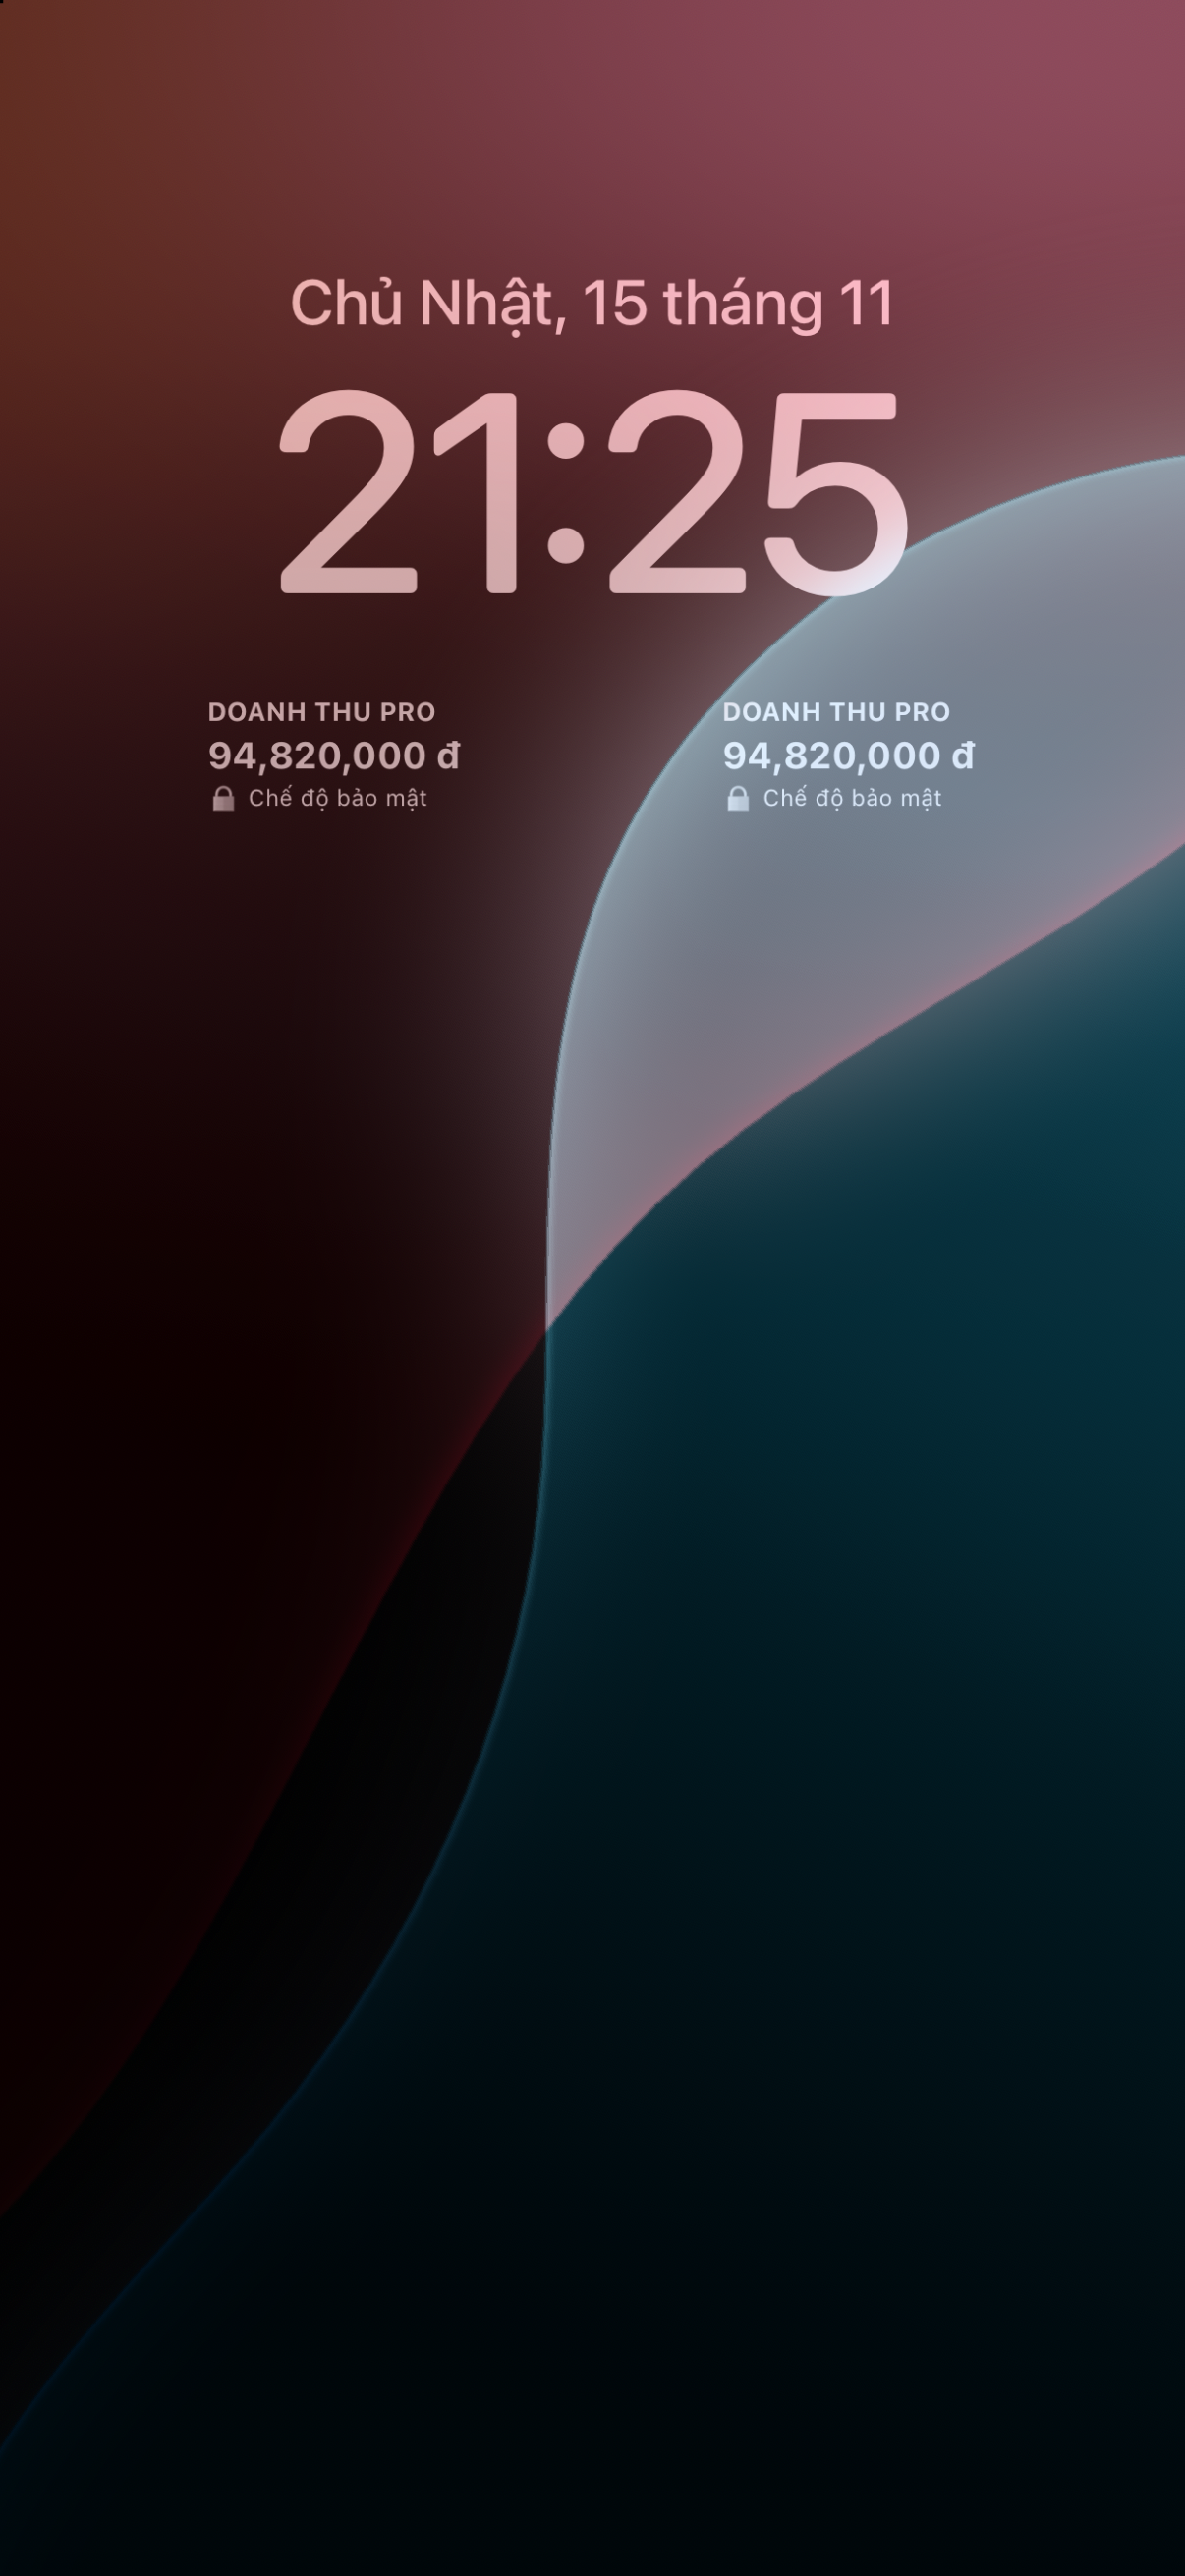 Chủ Nhật, 15 tháng 11
21:25
DOANH THU PRO
94,820,000 đ
Chế độ bảo mật
DOANH THU PRO
94,820,000 đ
Chế độ bảo mật